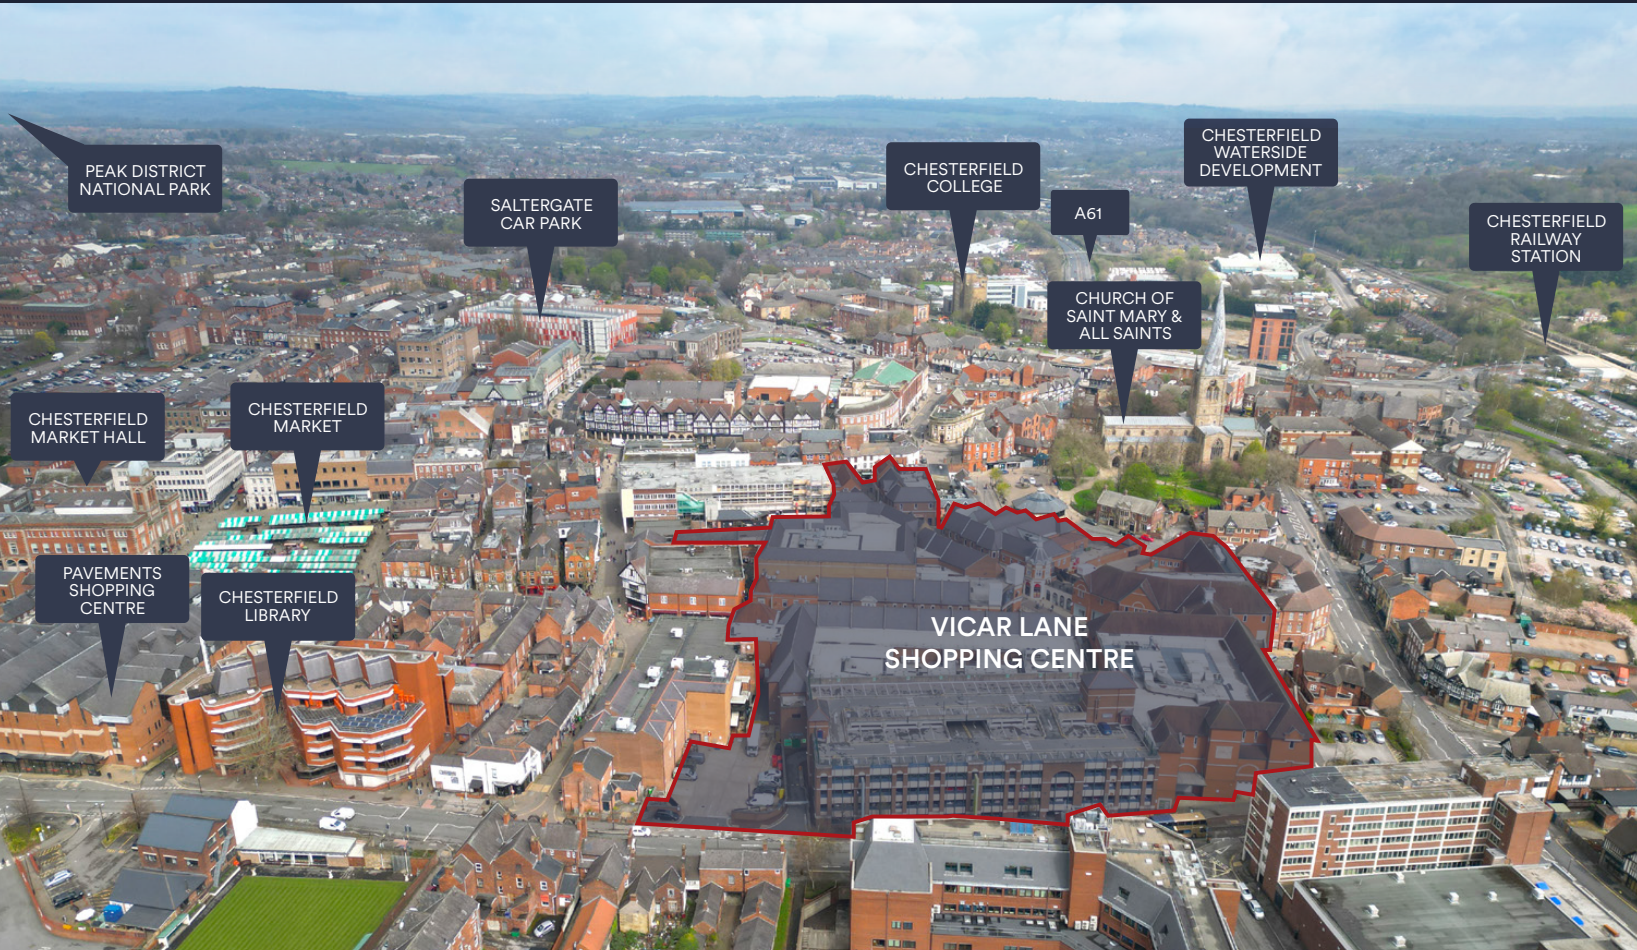 PEAK DISTRICT
NATIONAL PARK
SALTERGATE
CAR PARK
CHESTERFIELD
COLLEGE
A61
CHESTERFIELD
WATERSIDE
DEVELOPMENT
CHESTERFIELD
RAILWAY
STATION
CHURCH OF
SAINT MARY &
ALL SAINTS
CHESTERFIELD
MARKET HALL
CHESTERFIELD
MARKET
PAVEMENTS
SHOPPING
CENTRE
CHESTERFIELD
LIBRARY
VICAR LANE
SHOPPING CENTRE